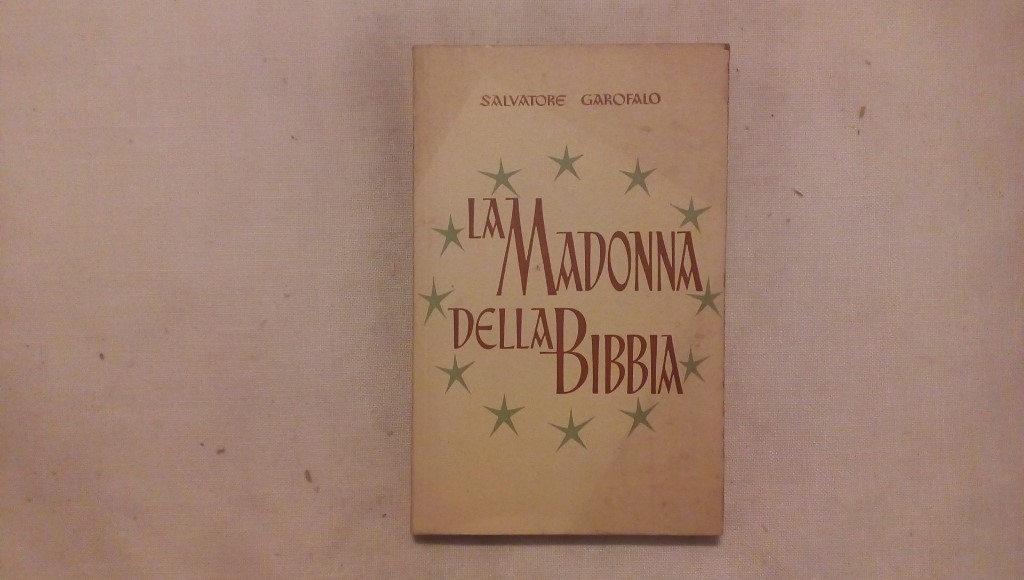 SALVATORE GAROFALO
LA MADONNA
DELLA BIBBIA